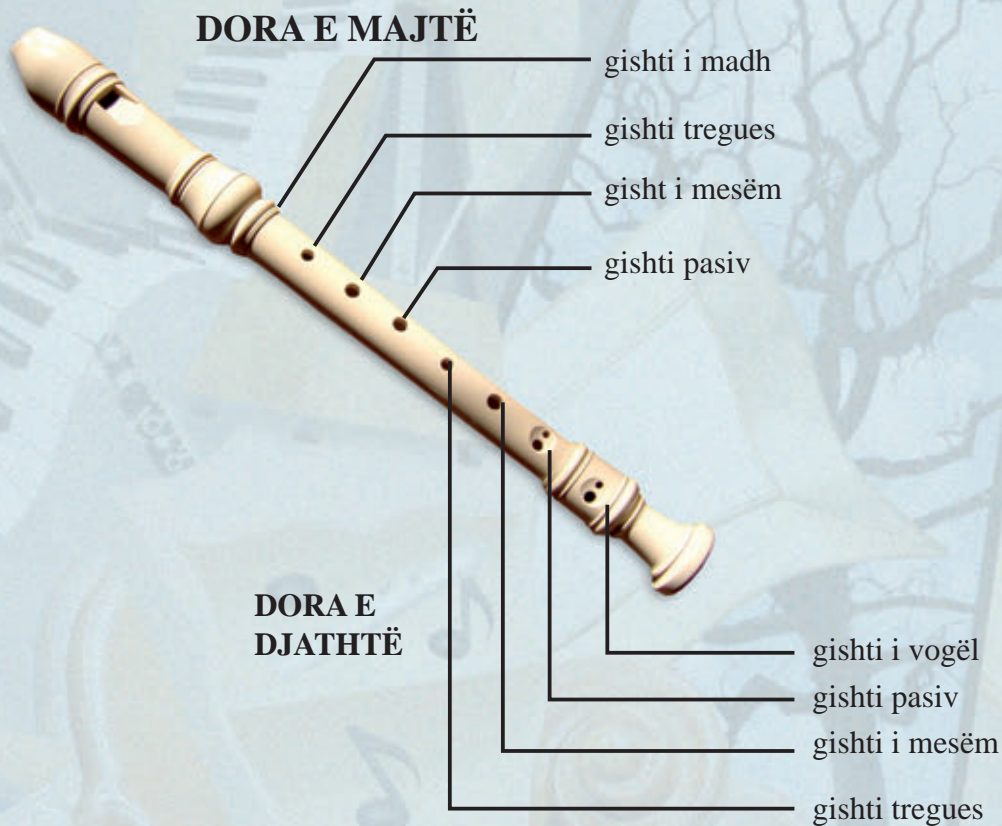 DORA E MAJTË
gishti i madh
gishti tregues
gisht i mesëm
gishti pasiv
DORA E
DJATHTË
gishti i vogël
gishti pasiv
gishti i mesëm
gishti tregues